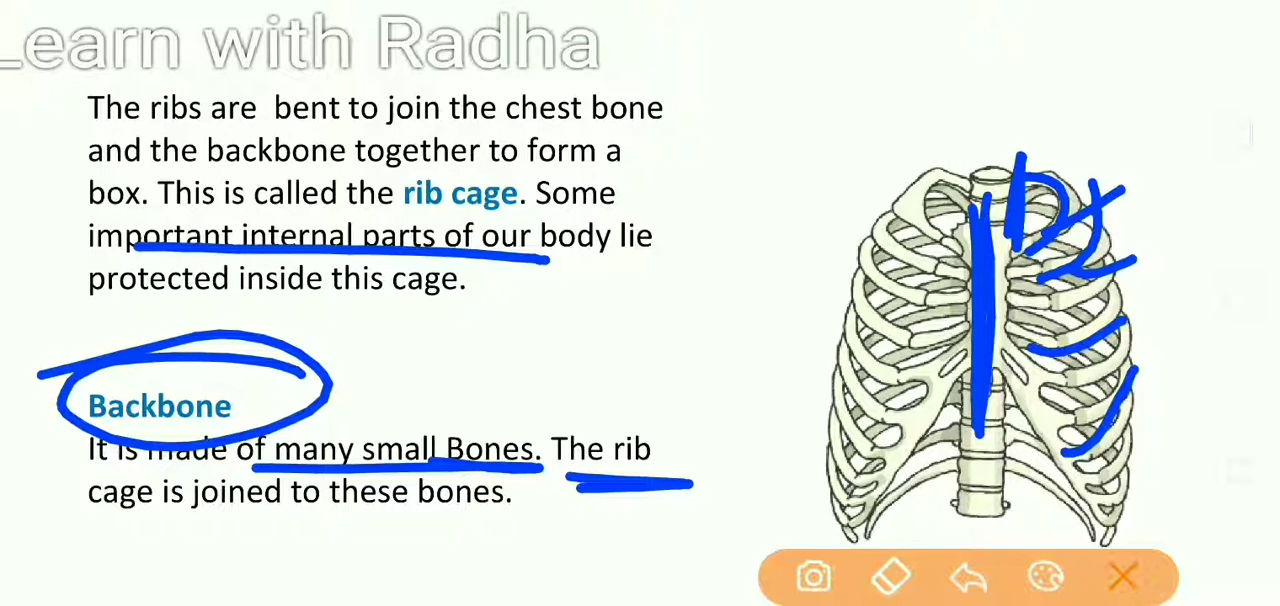 Learn with Radha
The ribs are bent to join the chest bone
and the backbone together to form a
box. This is called the rib cage. Some
important internal parts of our body lie
protected inside this cage.
Backbone
It is made of many small Bones. The rib
cage is joined to these bones.